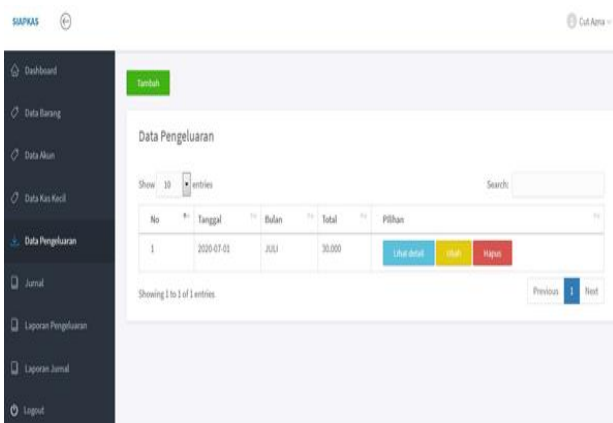 SIAPKAS
Cut Azna
Dashboard
Data Barang
Data Akun
Data Kas Kecil
Data Pengeluaran
Jurnal
Laporan Pengeluaran
Laporan Jurnal
Logout
Tambah
Data Pengeluaran
Show 10 entries
Search:
No Tanggal Bulan Total Pilihan
1 2020-07-01 JULI 30.000 Lihat detail Ubah Hapus
Showing 1 to 1 of 1 entries
Previous 1 Next